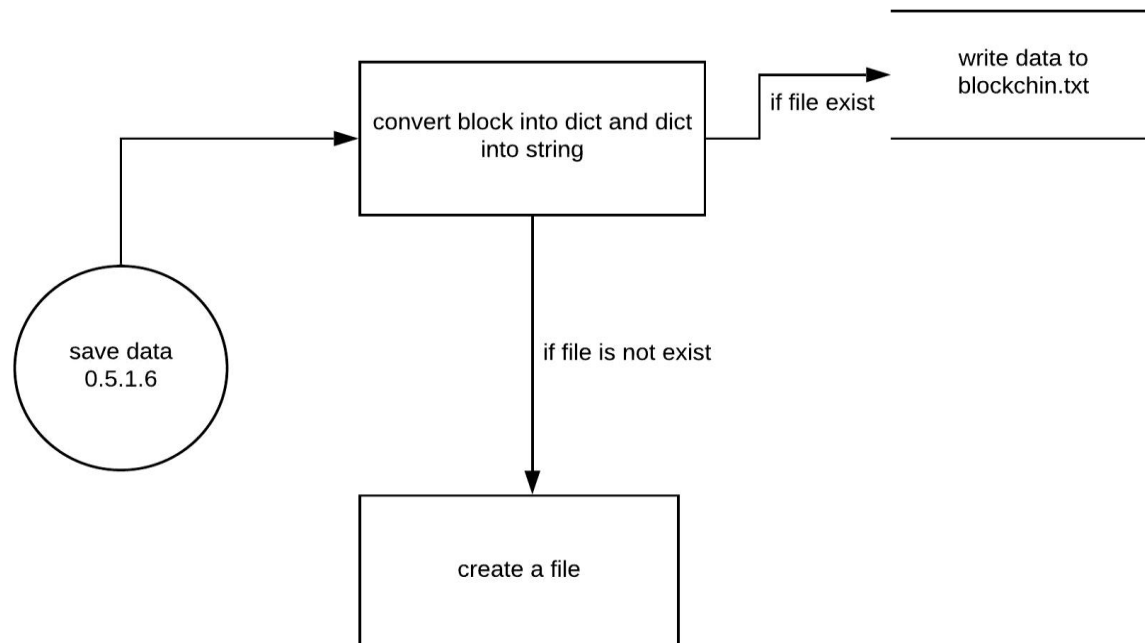 write data to
blockchin.txt
if file exist
convert block into dict and dict
into string
save data
0.5.1.6
if file is not exist
create a file